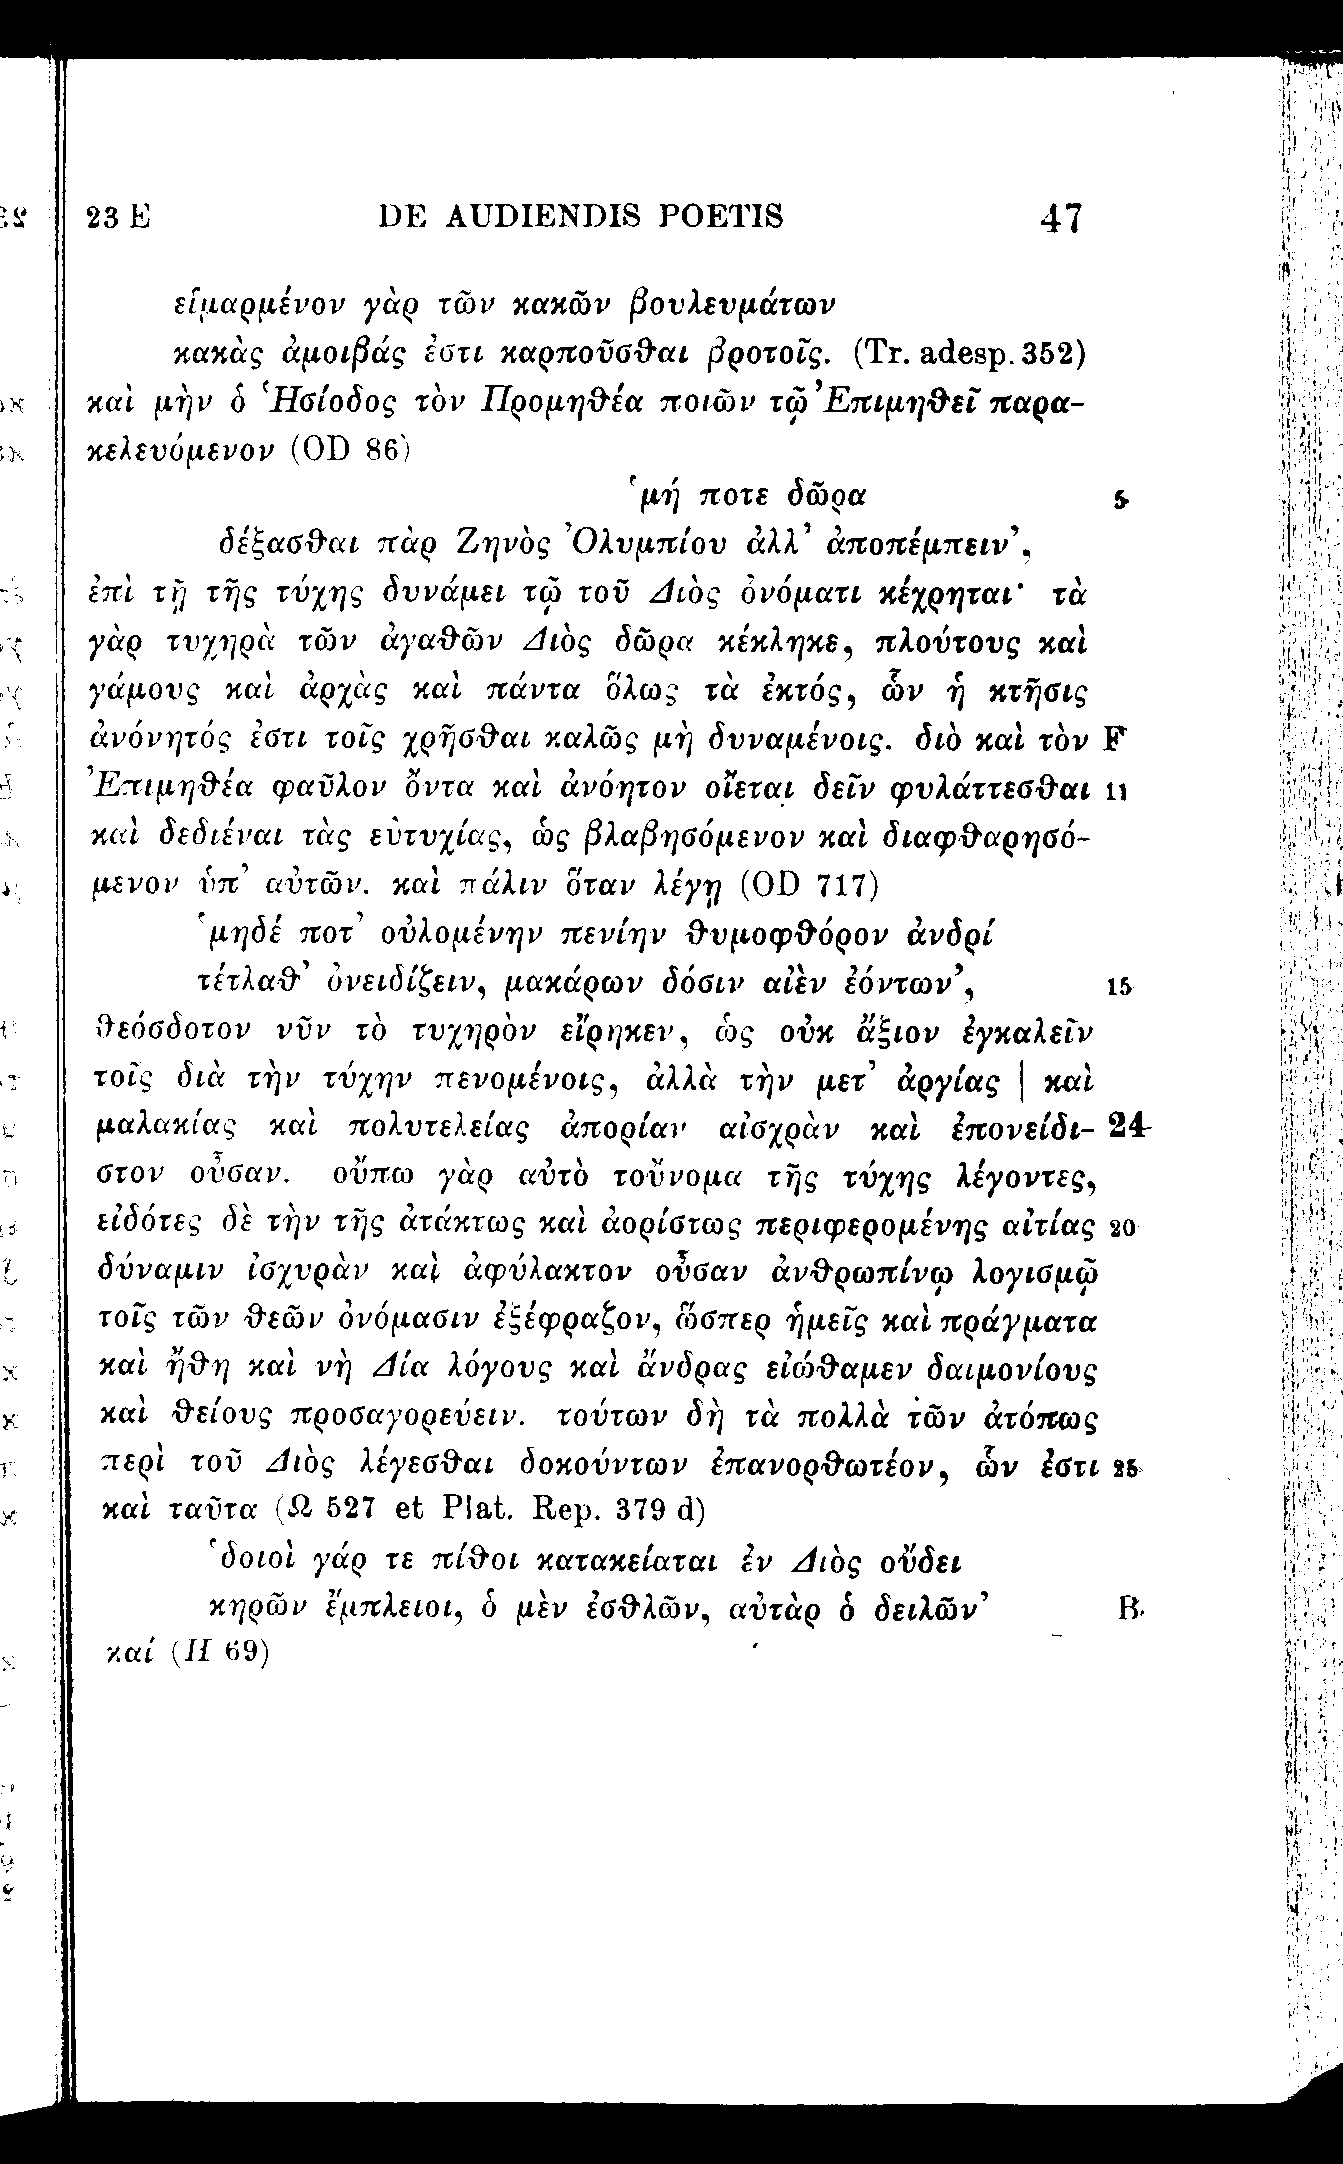 23 E DE AUDIENDIS POETIS 47
εἱμαρμένον γὰρ τῶν κακῶν βουλευμάτων
κακὰς ἀμοιβάς ἐστι καρποῦσθαι βροτοῖς. (Tr. adesp. 352)
καὶ μὴν ὁ Ἡσίοδος τὸν Προμηθέα ποιῶν τῷ Ἐπιμηθεῖ παρα-
κελευόμενον (OD 86)
‘μή ποτε δῶρα 5
δέξασθαι πὰρ Ζηνὸς Ὀλυμπίου ἀλλ’ ἀποπέμπειν’,
ἐπὶ τῇ τῆς τύχης δυνάμει τῷ τοῦ Διὸς ὀνόματι κέχρηται· τὰ
γὰρ τυχηρὰ τῶν ἀγαθῶν Διὸς δῶρα κέκληκε, πλούτους καὶ
γάμους καὶ ἀρχὰς καὶ πάντα ὅλως τὰ ἐκτός, ὧν ἡ κτῆσις
ἀνόνητός ἐστι τοῖς χρῆσθαι καλῶς μὴ δυναμένοις. διὸ καὶ τὸν F
Ἐπιμηθέα φαῦλον ὄντα καὶ ἀνόητον οἴεται δεῖν φυλάττεσθαι 11
καὶ δεδιέναι τὰς εὐτυχίας, ὡς βλαβησόμενον καὶ διαφθαρησό-
μενον ὑπ’ αὐτῶν. καὶ πάλιν ὅταν λέγῃ (OD 717)
‘μηδέ ποτ’ οὐλομένην πενίην θυμοφθόρον ἀνδρί
τέτλαθ’ ὀνειδίζειν, μακάρων δόσιν αἰὲν ἐόντων’, 15
θεόσδοτον νῦν τὸ τυχηρὸν εἴρηκεν, ὡς οὐκ ἄξιον ἐγκαλεῖν
τοῖς διὰ τὴν τύχην πενομένοις, ἀλλὰ τὴν μετ’ ἀργίας | καὶ
μαλακίας καὶ πολυτελείας ἀπορίαν αἰσχρὰν καὶ ἐπονείδι- 24
στον οὖσαν. οὔπω γὰρ αὐτὸ τοὔνομα τῆς τύχης λέγοντες,
εἰδότες δὲ τὴν τῆς ἀτάκτως καὶ ἀορίστως περιφερομένης αἰτίας 20
δύναμιν ἰσχυρὰν καὶ ἀφύλακτον οὖσαν ἀνθρωπίνῳ λογισμῷ
τοῖς τῶν θεῶν ὀνόμασιν ἐξέφραζον, ὥσπερ ἡμεῖς καὶ πράγματα
καὶ ἤθη καὶ νὴ Δία λόγους καὶ ἄνδρας εἰώθαμεν δαιμονίους
καὶ θείους προσαγορεύειν. τούτων δὴ τὰ πολλὰ τῶν ἀτόπως
περὶ τοῦ Διὸς λέγεσθαι δοκούντων ἐπανορθωτέον, ὧν ἐστι 25
καὶ ταῦτα (Ω 527 et Plat. Rep. 379 d)
‘δοιοὶ γάρ τε πίθοι κατακείαται ἐν Διὸς οὔδει
κηρῶν ἔμπλειοι, ὁ μὲν ἐσθλῶν, αὐτὰρ ὁ δειλῶν’ B
καί (Η 69)